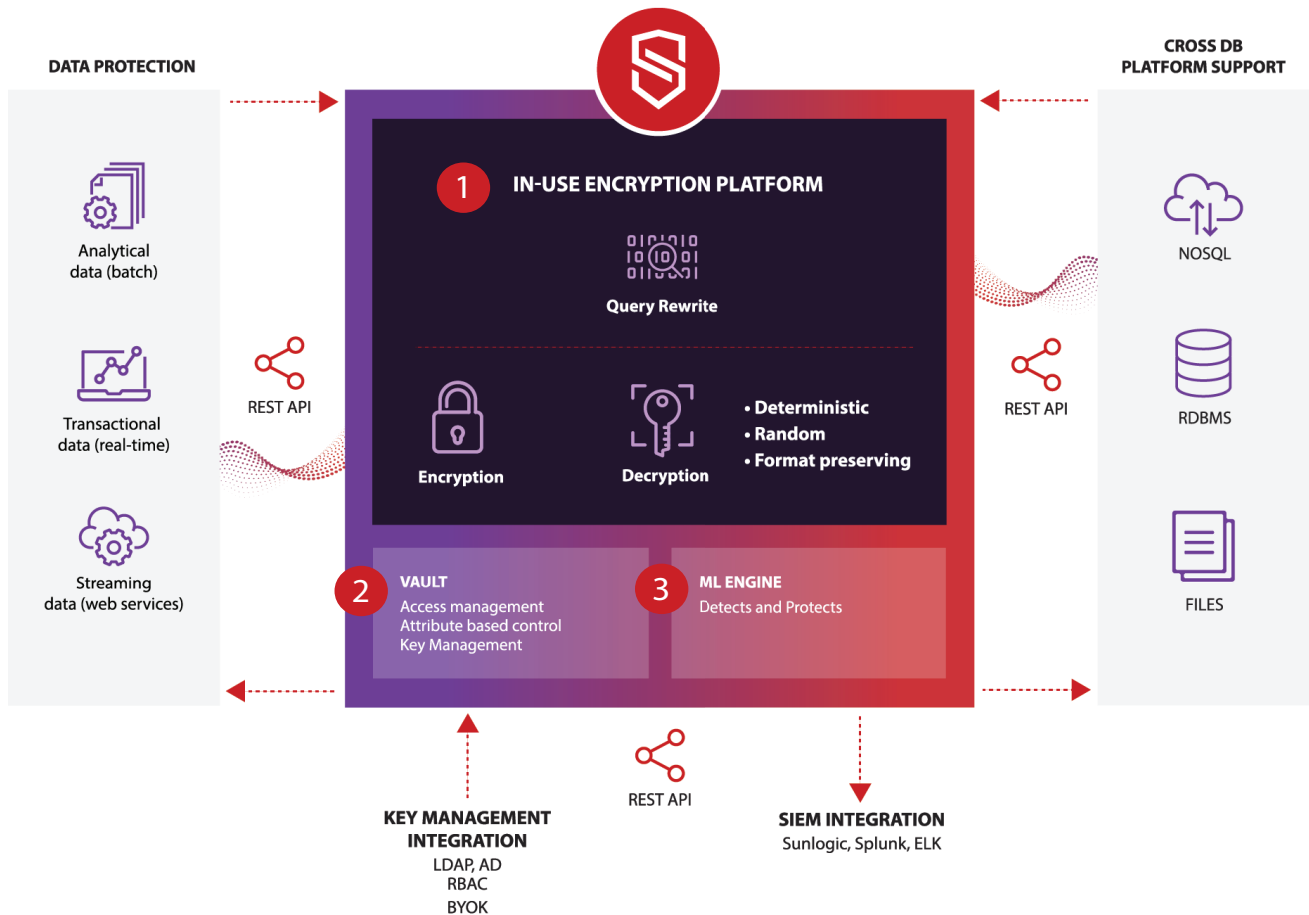 DATA PROTECTION
Analytical
data (batch)
Transactional
data (real-time)
Streaming
data (web services)
REST API
1
IN-USE ENCRYPTION PLATFORM
Query Rewrite
Encryption
Decryption
• Deterministic
• Random
• Format preserving
2
VAULT
Access management
Attribute based control
Key Management
3
ML ENGINE
Detects and Protects
REST API
CROSS DB
PLATFORM SUPPORT
NOSQL
RDBMS
FILES
KEY MANAGEMENT
INTEGRATION
LDAP, AD
RBAC
BYOK
REST API
SIEM INTEGRATION
Sunlogic, Splunk, ELK